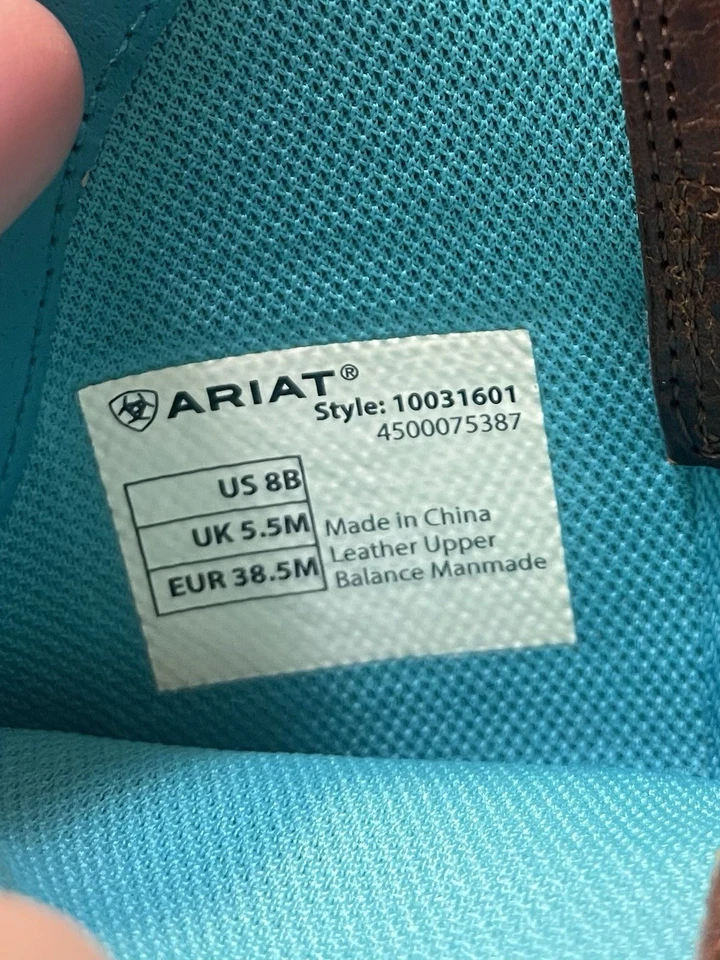 ARIAT®
Style: 10031601
4500075387
US 8B
UK 5.5M
EUR 38.5M
Made in China
Leather Upper
Balance Manmade